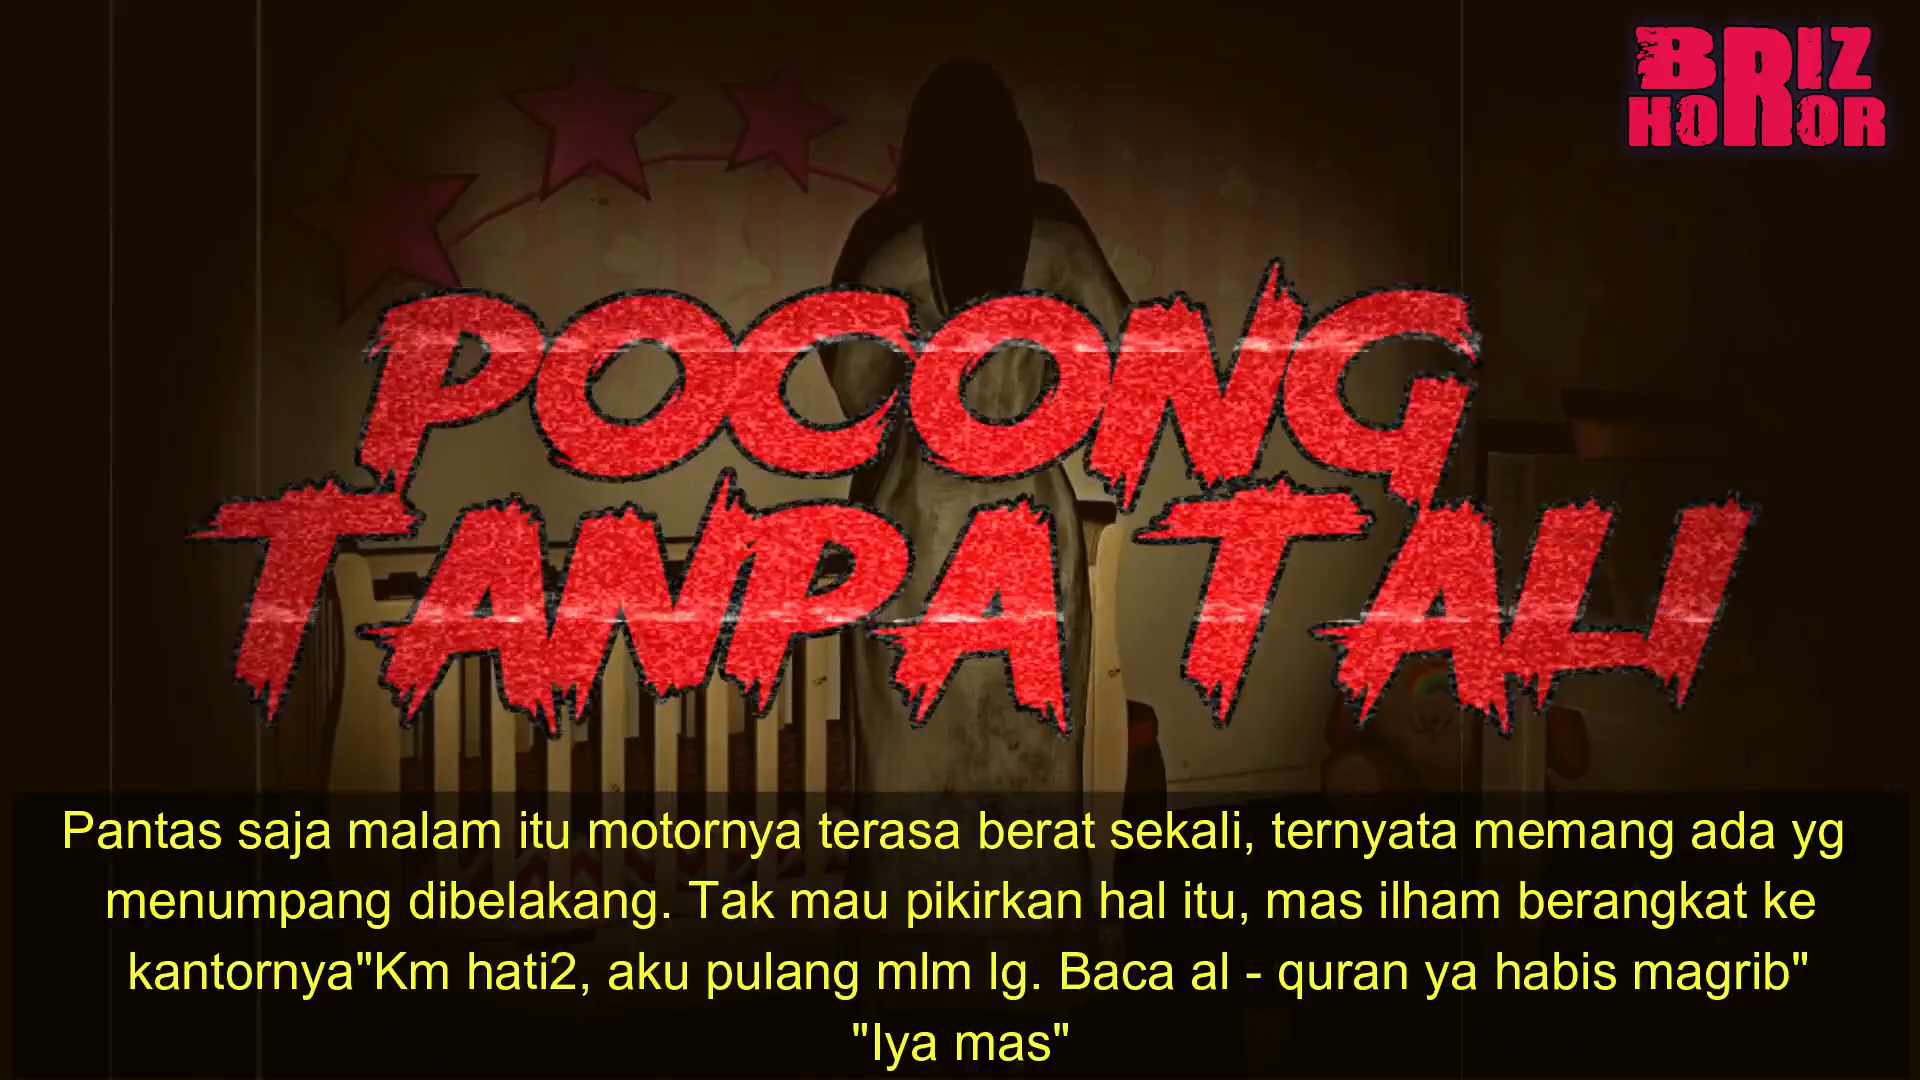 BRIZ
HOROR
POCONG
TANPA TALI
Pantas saja malam itu motornya terasa berat sekali, ternyata memang ada yg
menumpang dibelakang. Tak mau pikirkan hal itu, mas ilham berangkat ke
kantornya"Km hati2, aku pulang mlm lg. Baca al - quran ya habis magrib"
"Iya mas"